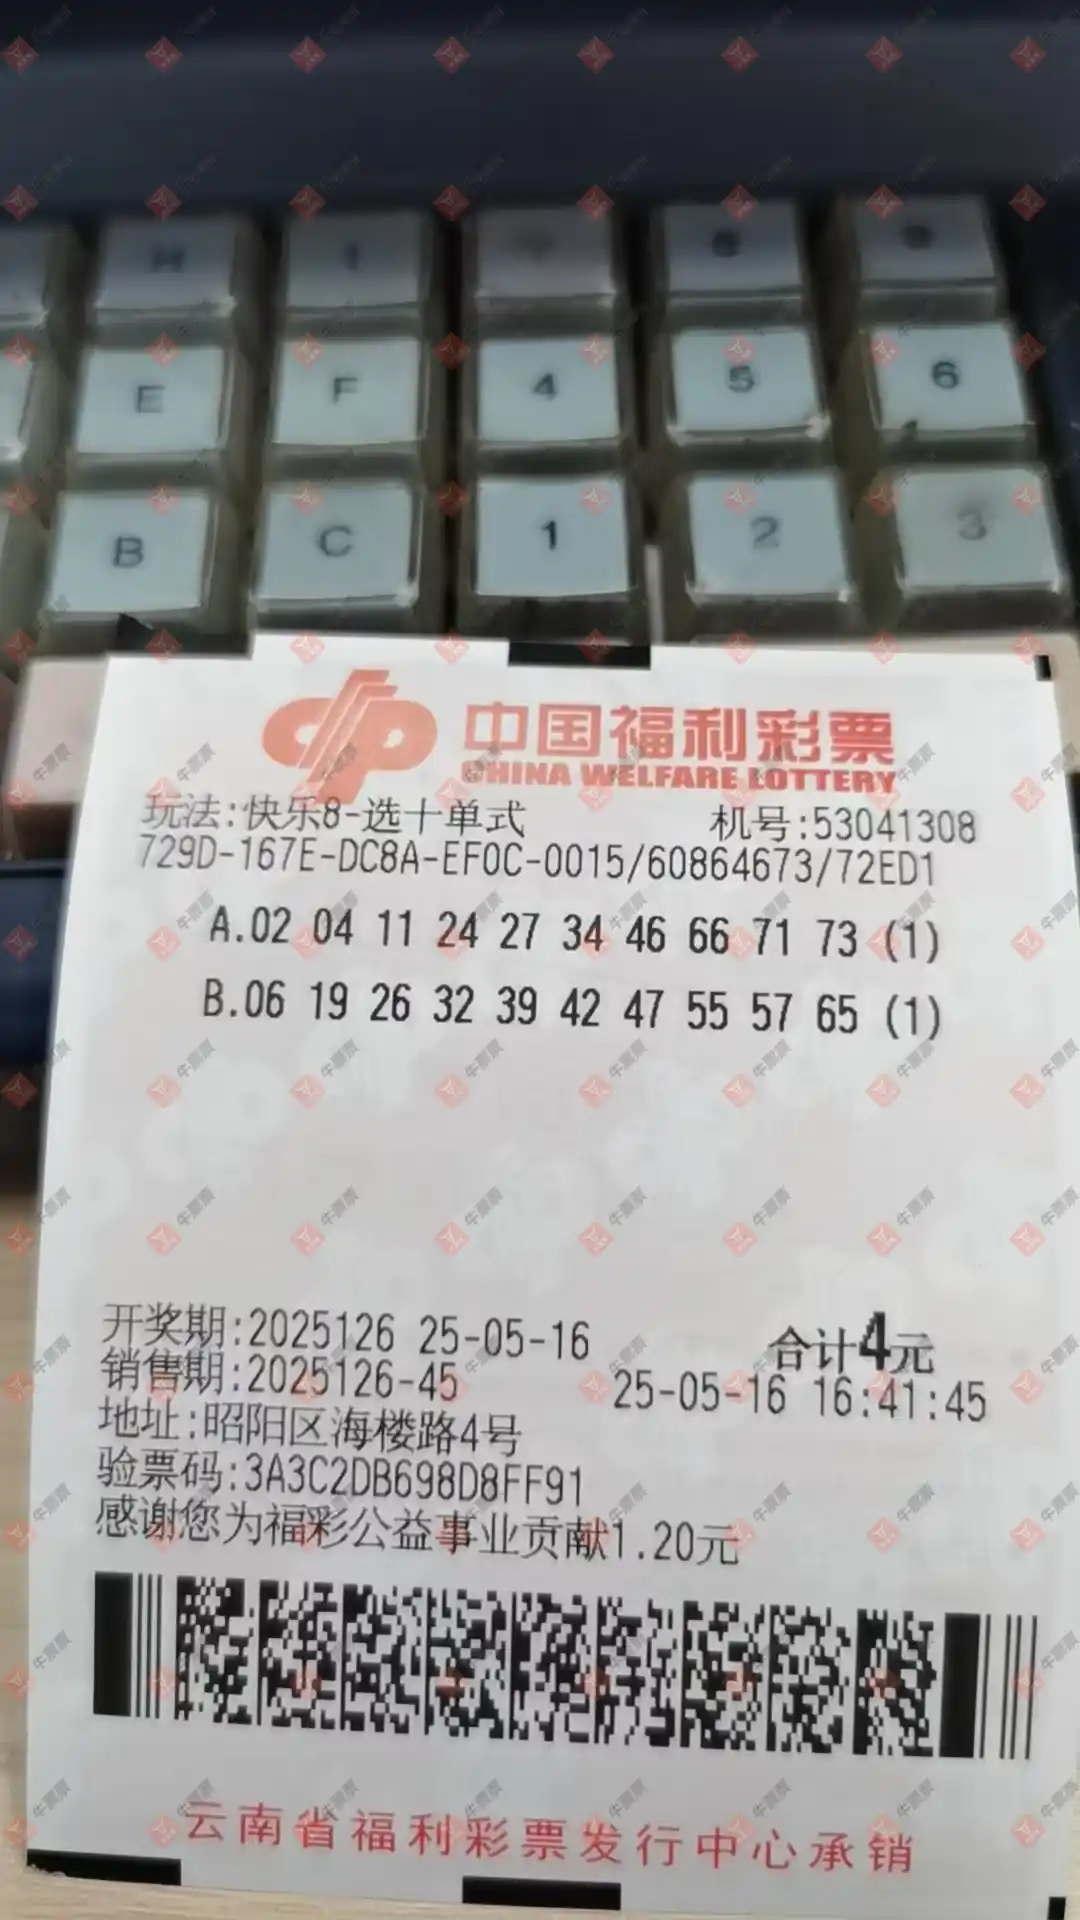 E F 4 5 6
B C 1 2 3
中国福利彩票
CHINA WELFARE LOTTERY
玩法:快乐8-选十单式 机号:53041308
729D-167E-DC8A-EF0C-0015/60864673/72ED1
A.02 04 11 24 27 34 46 66 71 73 (1)
B.06 19 26 32 39 42 47 55 57 65 (1)
开奖期:2025126 25-05-16 合计4元
销售期:2025126-45 25-05-16 16:41:45
地址:昭阳区海楼路4号
验票码:3A3C2DB698D8FF91
感谢您为福彩公益事业贡献1.20元
云南省福利彩票发行中心承销
牛票票